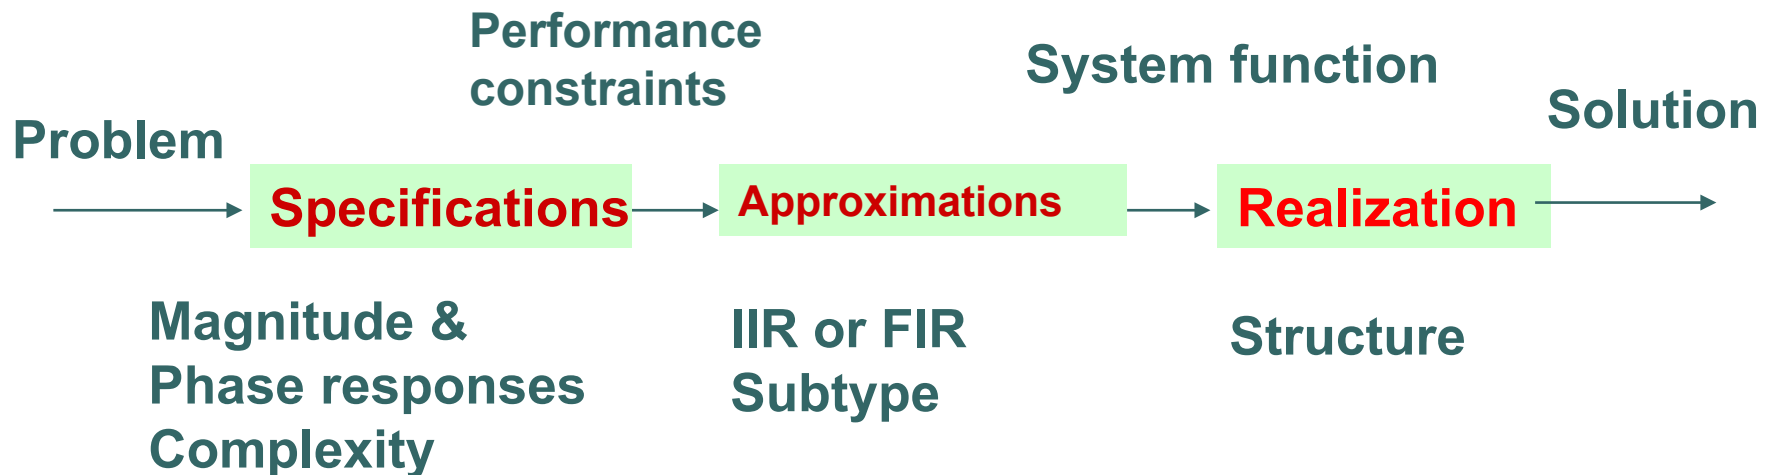 Performance
constraints
System function
Problem
Solution
Specifications
Approximations
Realization
Magnitude &
Phase responses
Complexity
IIR or FIR
Subtype
Structure